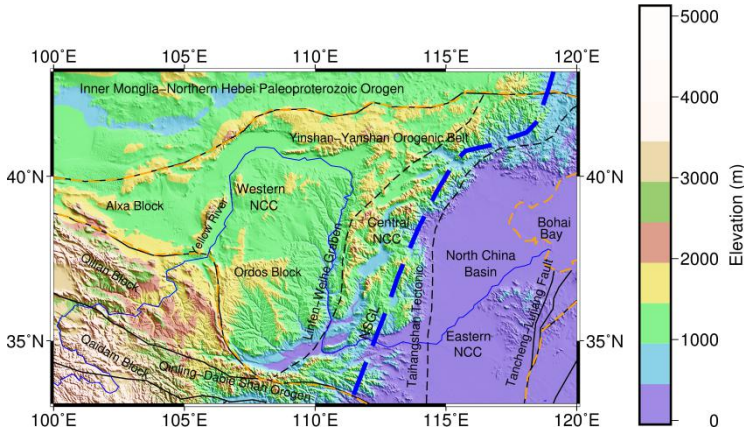 100˚E 105˚E 110˚E 115˚E 120˚E
5000
Inner Monglia-Northern Hebei Paleoproterozoic Orogen
Yinshan-Yanshan Orogenic Belt
4000
40˚N
40˚N
Western
NCC
Alxa Block
Yellow River
Central
NCC
Bohai
Bay
3000
Elevation (m)
Qilian Block
Ordos Block
North China
Basin
2000
NSGL
Taihangshan Tectonic
Tancheng-Lujiang Fault
35˚N
35˚N
Eastern
NCC
1000
Qaidam Block
Qinling-Dabie Shan Orogen
0
100˚E 105˚E 110˚E 115˚E 120˚E